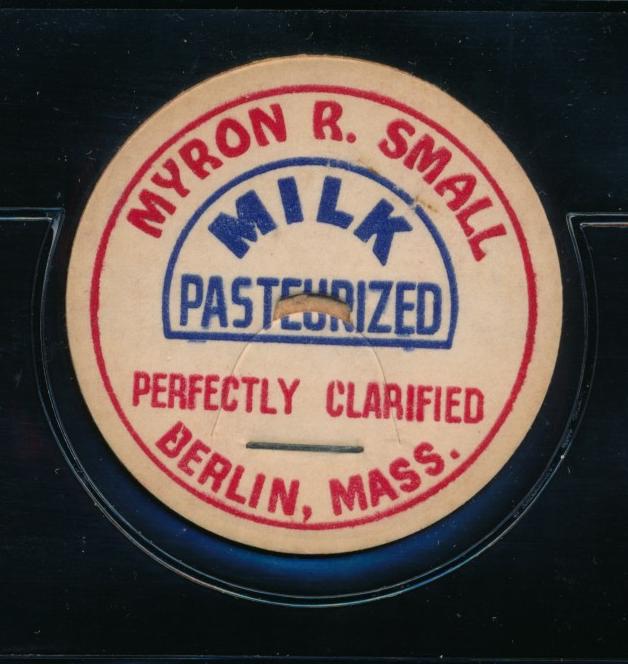 MYRON R. SMALL
MILK
PASTEURIZED
PERFECTLY CLARIFIED
BERLIN, MASS.